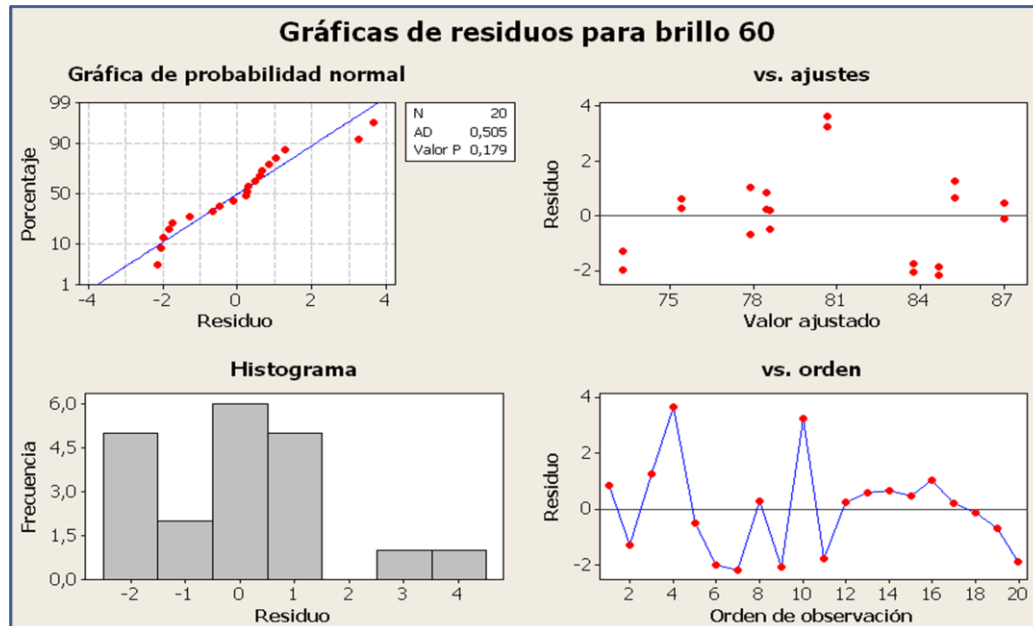 Gráficas de residuos para brillo 60
Gráfica de probabilidad normal
99
90
50
10
1
Porcentaje
-4
-2
0
2
4
Residuo
N 20
AD 0,505
Valor P 0,179
vs. ajustes
4
2
0
-2
Residuo
75
78
81
84
87
Valor ajustado
Histograma
6,0
4,5
3,0
1,5
0,0
Frecuencia
-2
-1
0
1
2
3
4
Residuo
vs. orden
4
2
0
-2
Residuo
2
4
6
8
10
12
14
16
18
20
Orden de observación